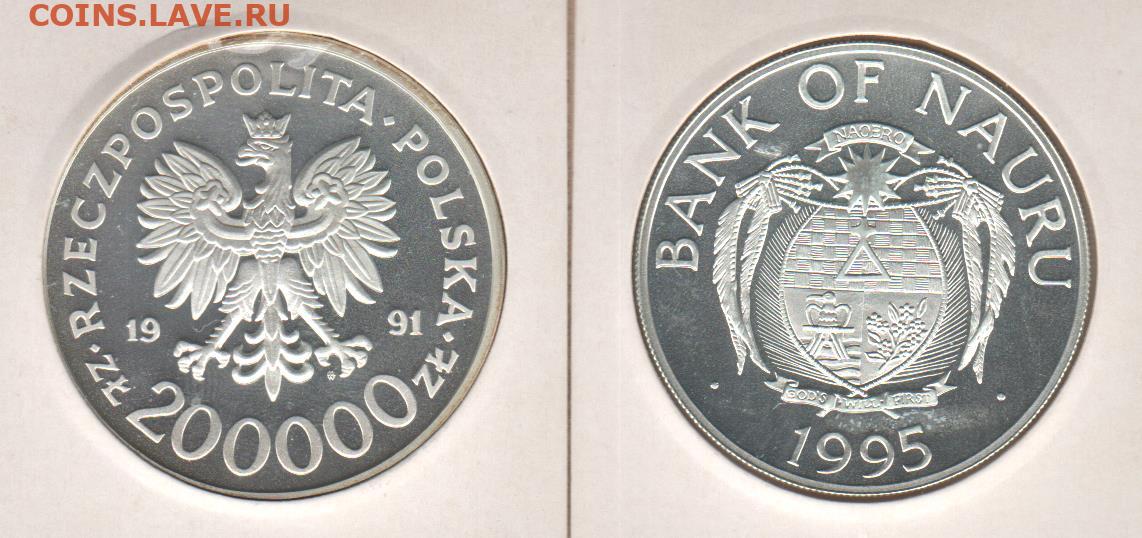 COINS.LAVE.RU
ZŁ·RZECZPOSPOLITA·POLSKA·ZŁ
19 91
200000
BANK OF NAURU
NAOERO
GOD'S WILL FIRST
1995